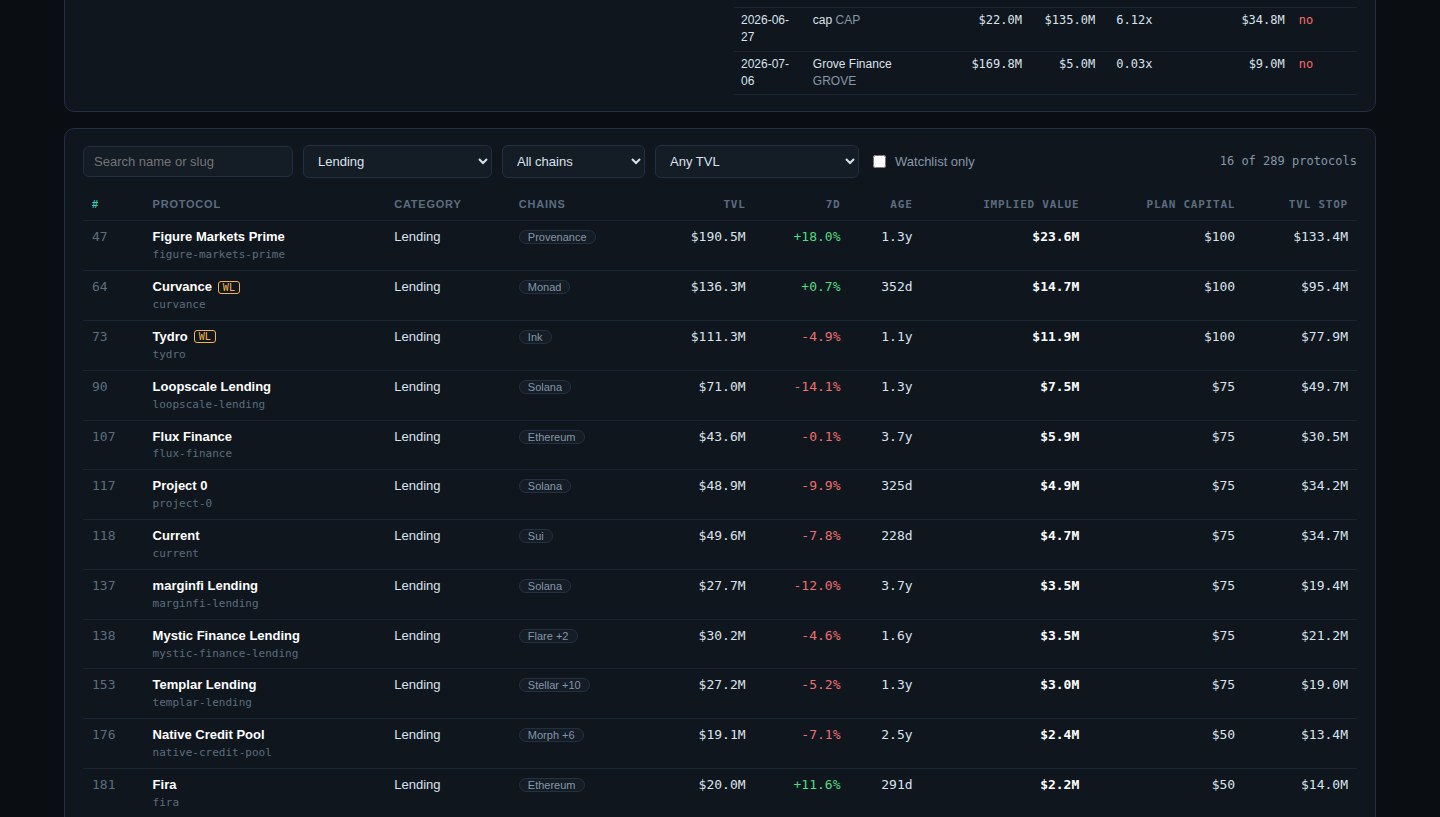 2026-06- cap CAP $22.0M $135.0M 6.12x $34.8M no
27
2026-07- Grove Finance $169.8M $5.0M 0.03x $9.0M no
06 GROVE
Search name or slug Lending All chains Any TVL Watchlist only 16 of 289 protocols
# PROTOCOL CATEGORY CHAINS TVL 7D AGE IMPLIED VALUE PLAN CAPITAL TVL STOP
47 Figure Markets Prime Lending Provenance $190.5M +18.0% 1.3y $23.6M $100 $133.4M
figure-markets-prime
64 Curvance WL Lending Monad $136.3M +0.7% 352d $14.7M $100 $95.4M
curvance
73 Tydro WL Lending Ink $111.3M -4.9% 1.1y $11.9M $100 $77.9M
tydro
90 Loopscale Lending Lending Solana $71.0M -14.1% 1.3y $7.5M $75 $49.7M
loopscale-lending
107 Flux Finance Lending Ethereum $43.6M -0.1% 3.7y $5.9M $75 $30.5M
flux-finance
117 Project 0 Lending Solana $48.9M -9.9% 325d $4.9M $75 $34.2M
project-0
118 Current Lending Sui $49.6M -7.8% 228d $4.7M $75 $34.7M
current
137 marginfi Lending Lending Solana $27.7M -12.0% 3.7y $3.5M $75 $19.4M
marginfi-lending
138 Mystic Finance Lending Lending Flare +2 $30.2M -4.6% 1.6y $3.5M $75 $21.2M
mystic-finance-lending
153 Templar Lending Lending Stellar +10 $27.2M -5.2% 1.3y $3.0M $75 $19.0M
templar-lending
176 Native Credit Pool Lending Morph +6 $19.1M -7.1% 2.5y $2.4M $50 $13.4M
native-credit-pool
181 Fira Lending Ethereum $20.0M +11.6% 291d $2.2M $50 $14.0M
fira